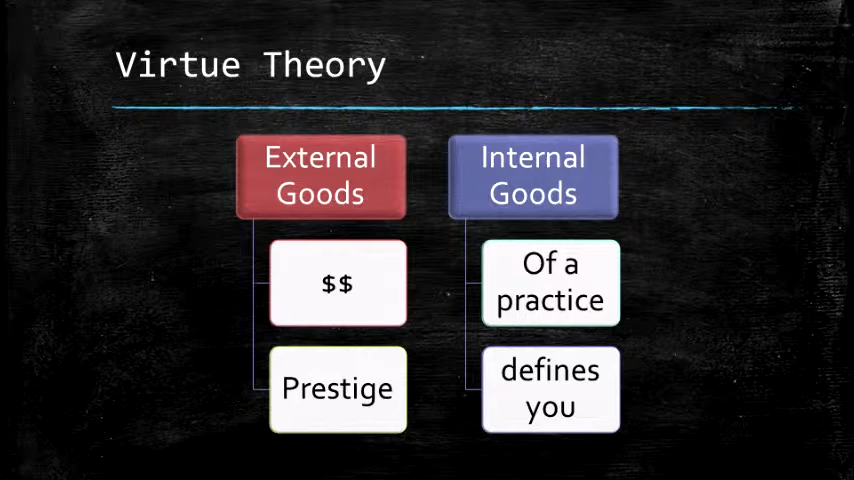 Virtue Theory
External
Goods
$$
Prestige
Internal
Goods
Of a
practice
defines
you